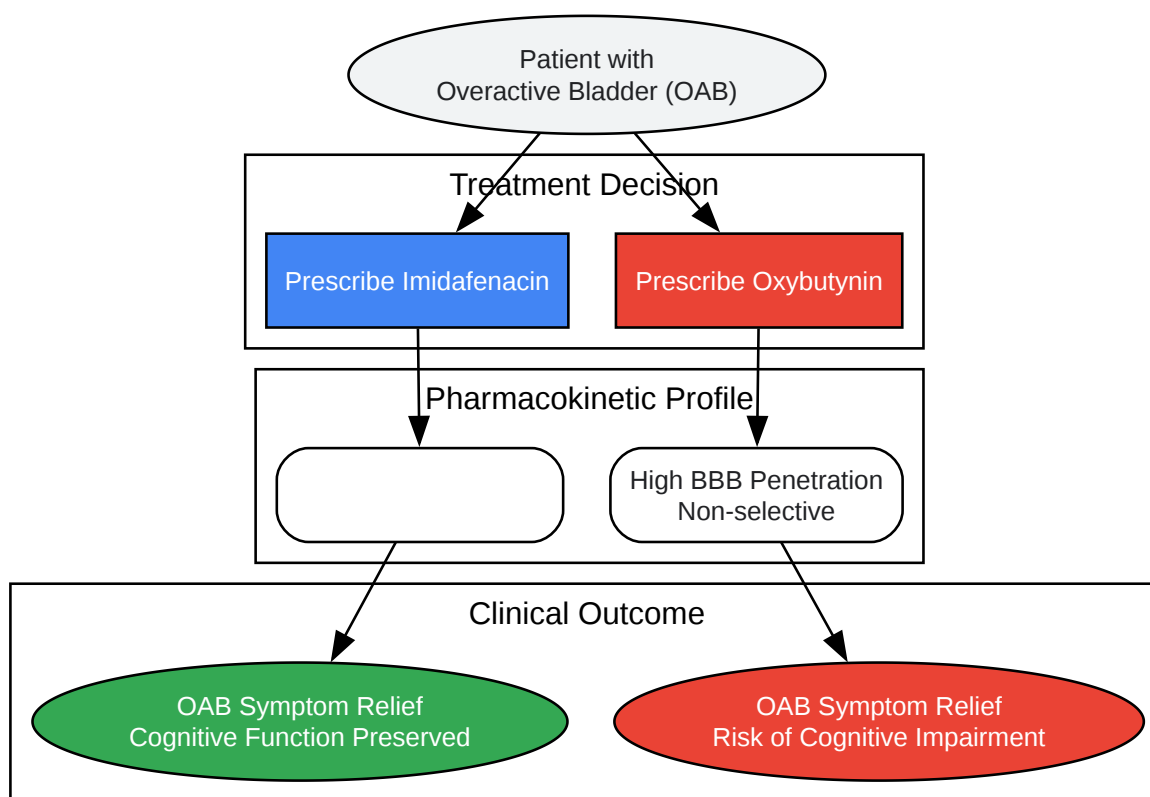 Patient with
Overactive Bladder (OAB)
Treatment Decision
Prescribe Imidafenacin
Prescribe Oxybutynin
Pharmacokinetic Profile
High BBB Penetration
Non-selective
Clinical Outcome
OAB Symptom Relief
Cognitive Function Preserved
OAB Symptom Relief
Risk of Cognitive Impairment